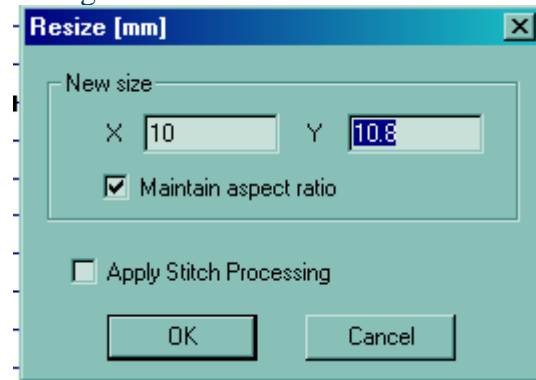 Resize [mm]
New size
X 10 Y 10.8
Maintain aspect ratio
Apply Stitch Processing
OK Cancel